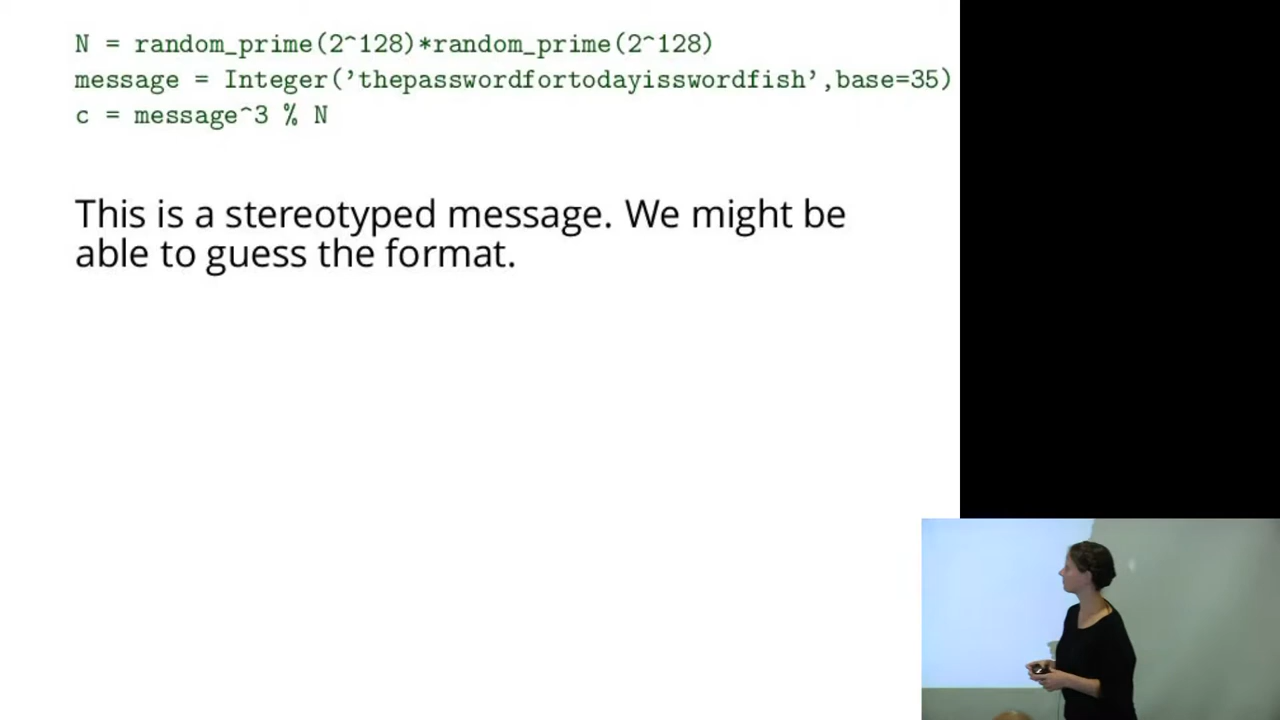 N = random_prime(2^128)*random_prime(2^128)
message = Integer('thepasswordfortodayisswordfish',base=35)
c = message^3 % N
This is a stereotyped message. We might be
able to guess the format.